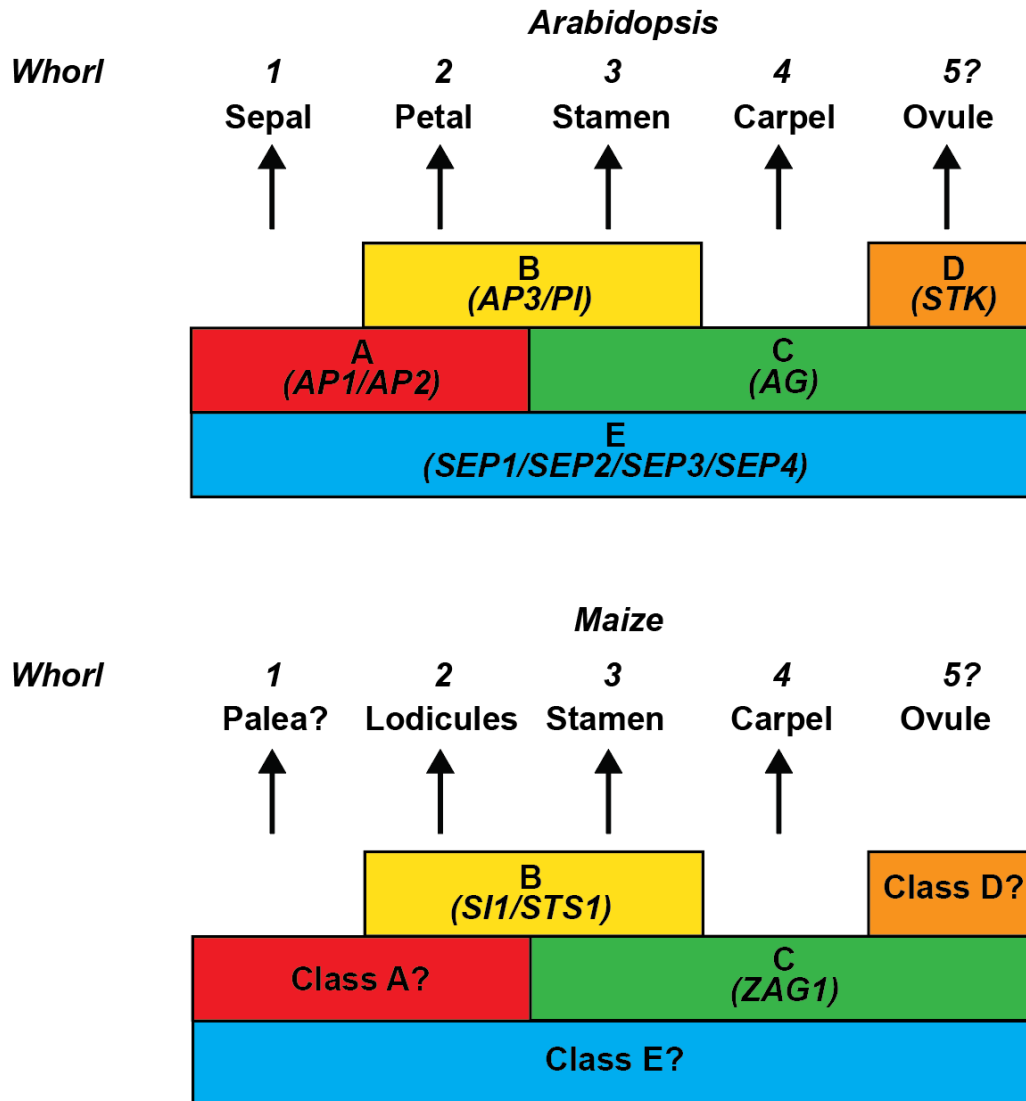 Arabidopsis
Whorl 1 2 3 4 5?
Sepal Petal Stamen Carpel Ovule
B D
(AP3/PI) (STK)
A C
(AP1/AP2) (AG)
E
(SEP1/SEP2/SEP3/SEP4)
Maize
Whorl 1 2 3 4 5?
Palea? Lodicules Stamen Carpel Ovule
B Class D?
(SI1/STS1)
Class A? C
(ZAG1)
Class E?